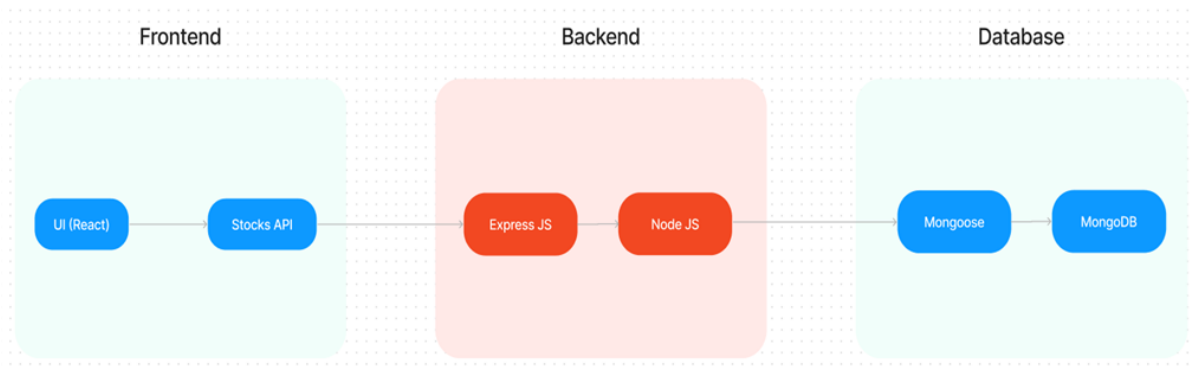 Frontend
Backend
Database
UI (React)
Stocks API
Express JS
Node JS
Mongoose
MongoDB